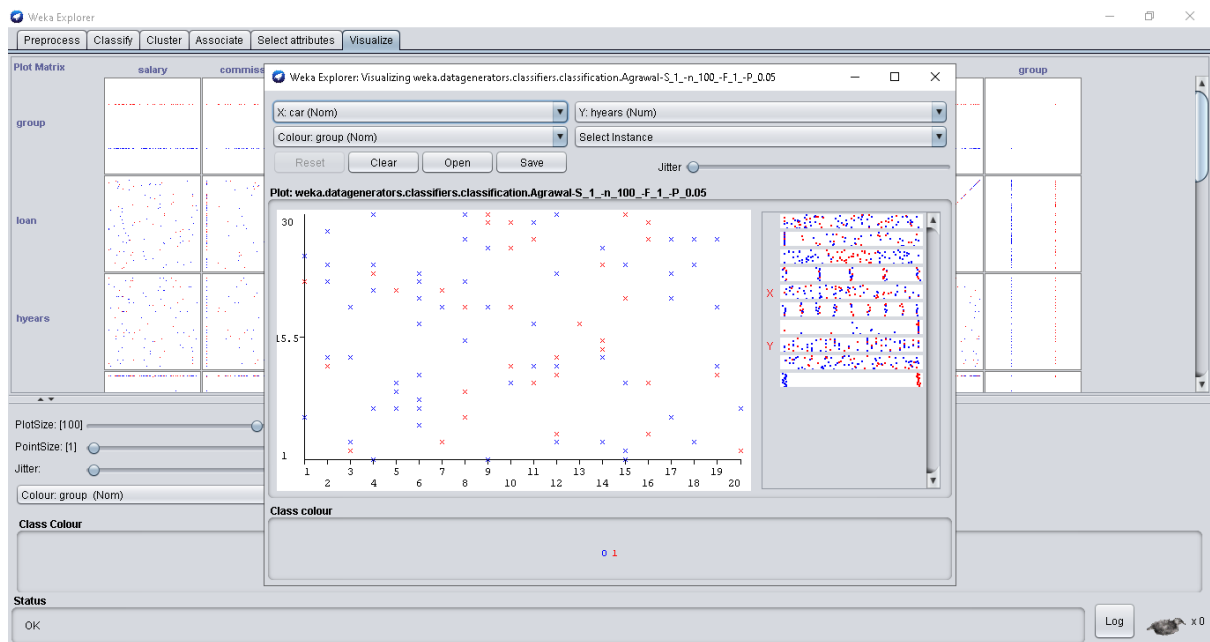 Weka Explorer
Preprocess Classify Cluster Associate Select attributes Visualize
Plot Matrix salary commiss group
group
loan
hyears
Weka Explorer: Visualizing weka.datagenerators.classifiers.classification.Agrawal-S_1_-n_100_-F_1_-P_0.05
X: car (Nom) Y: hyears (Num)
Colour: group (Nom) Select Instance
Reset Clear Open Save Jitter
Plot: weka.datagenerators.classifiers.classification.Agrawal-S_1_-n_100_-F_1_-P_0.05
30
15.5
1
1 3 5 7 9 11 13 15 17 19
2 4 6 8 10 12 14 16 18 20
X
Y
Class colour
0 1
PlotSize: [100]
PointSize: [1]
Jitter:
Colour: group (Nom)
Class Colour
Status
OK
Log x 0